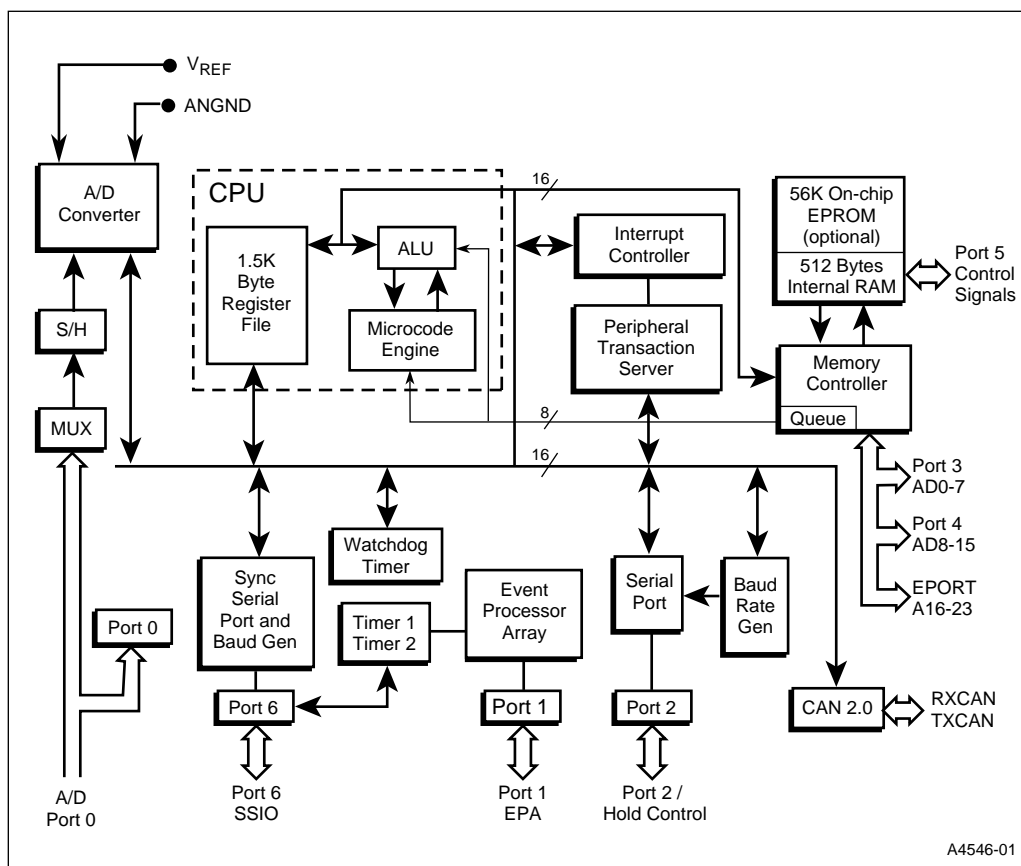 VREF
ANGND
A/D
Converter
S/H
MUX
CPU
1.5K
Byte
Register
File
ALU
Microcode
Engine
16
Interrupt
Controller
Peripheral
Transaction
Server
56K On-chip
EPROM
(optional)
512 Bytes
Internal RAM
Port 5
Control
Signals
Memory
Controller
Queue
8
16
Port 3
AD0-7
Port 4
AD8-15
EPORT
A16-23
Watchdog
Timer
Sync
Serial
Port and
Baud Gen
Timer 1
Timer 2
Event
Processor
Array
Serial
Port
Baud
Rate
Gen
Port 0
Port 6
Port 1
Port 2
CAN 2.0
RXCAN
TXCAN
A/D
Port 0
Port 6
SSIO
Port 1
EPA
Port 2 /
Hold Control
A4546-01